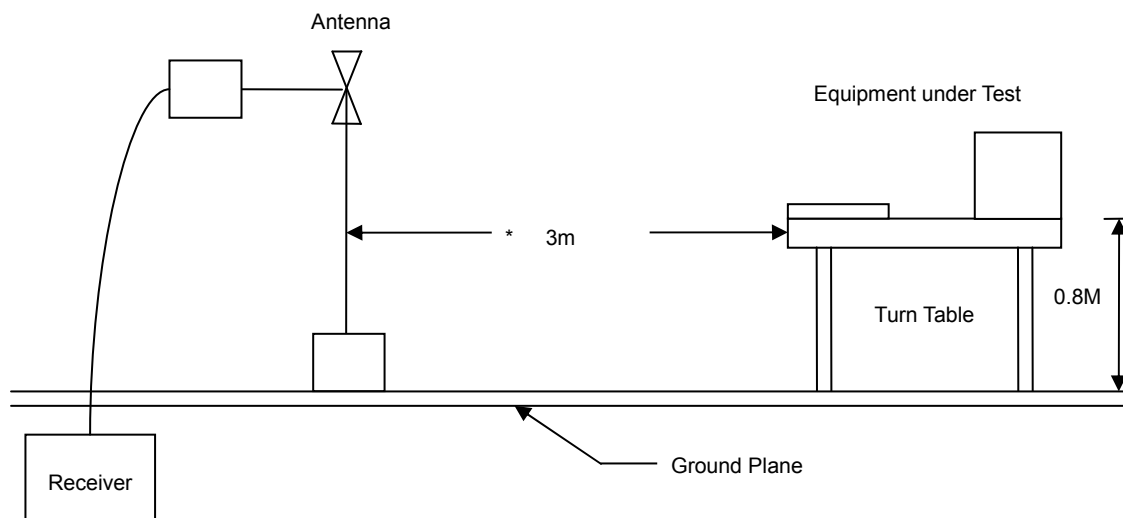 Antenna
Equipment under Test
* 3m
0.8M
Turn Table
Ground Plane
Receiver